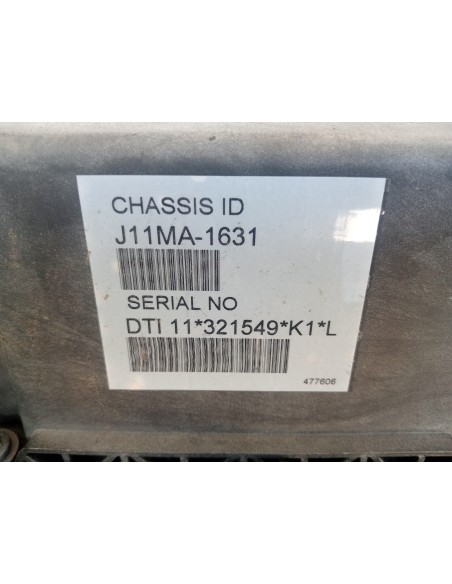 CHASSIS ID
J11MA-1631
SERIAL NO
DTI 11*321549*K1*L
477606